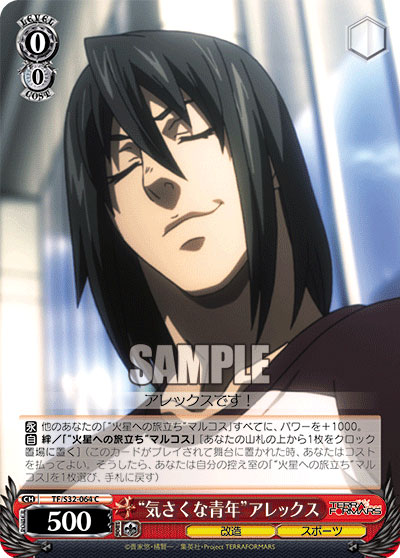 LEVEL
0
0
COST
SAMPLE
アレックスです！
永 他のあなたの「“火星への旅立ち”マルコス」すべてに、パワーを＋1000。
自 絆／「“火星への旅立ち”マルコス」［あなたの山札の上から1枚をクロック
置場に置く］（このカードがプレイされて舞台に置かれた時、あなたはコスト
を払ってよい。そうしたら、あなたは自分の控え室の「“火星への旅立ち”マルコ
ス」を1枚選び、手札に戻す）
CH TF/S32-064 C
“気さくな青年”アレックス
TERRA FORMARS
500
改造
スポーツ
©貴家悠・橘賢一／集英社・Project TERRAFORMARS